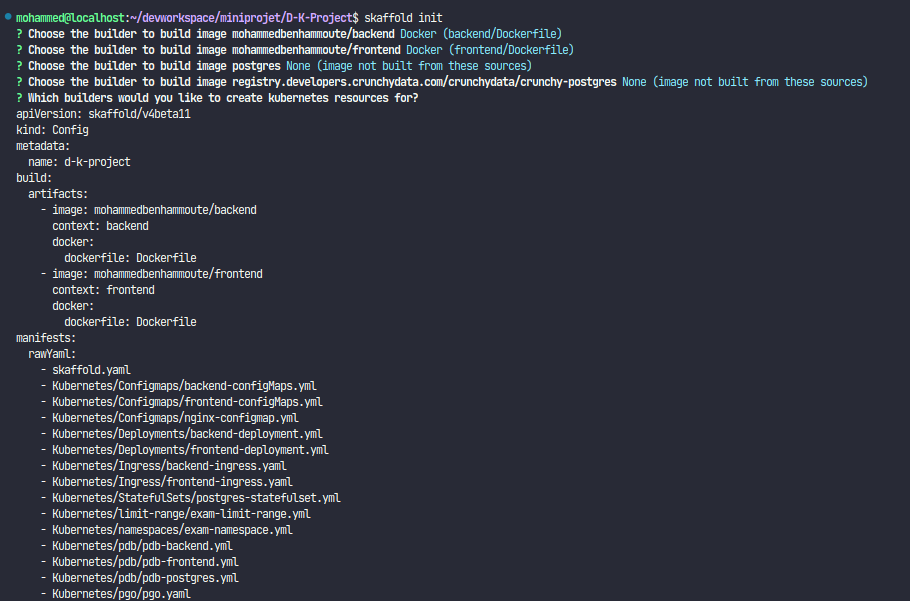 mohammed@localhost:~/devworkspace/miniprojet/D-K-Project$ skaffold init
? Choose the builder to build image mohammedbenhammoute/backend Docker (backend/Dockerfile)
? Choose the builder to build image mohammedbenhammoute/frontend Docker (frontend/Dockerfile)
? Choose the builder to build image postgres None (image not built from these sources)
? Choose the builder to build image registry.developers.crunchydata.com/crunchydata/crunchy-postgres None (image not built from these sources)
? Which builders would you like to create kubernetes resources for?
apiVersion: skaffold/v4beta11
kind: Config
metadata:
  name: d-k-project
build:
  artifacts:
    - image: mohammedbenhammoute/backend
      context: backend
      docker:
        dockerfile: Dockerfile
    - image: mohammedbenhammoute/frontend
      context: frontend
      docker:
        dockerfile: Dockerfile
manifests:
  rawYaml:
    - skaffold.yaml
    - Kubernetes/Configmaps/backend-configMaps.yml
    - Kubernetes/Configmaps/frontend-configMaps.yml
    - Kubernetes/Configmaps/nginx-configmap.yml
    - Kubernetes/Deployments/backend-deployment.yml
    - Kubernetes/Deployments/frontend-deployment.yml
    - Kubernetes/Ingress/backend-ingress.yaml
    - Kubernetes/Ingress/frontend-ingress.yaml
    - Kubernetes/StatefulSets/postgres-statefulset.yml
    - Kubernetes/limit-range/exam-limit-range.yml
    - Kubernetes/namespaces/exam-namespace.yml
    - Kubernetes/pdb/pdb-backend.yml
    - Kubernetes/pdb/pdb-frontend.yml
    - Kubernetes/pdb/pdb-postgres.yml
    - Kubernetes/pgo/pgo.yaml